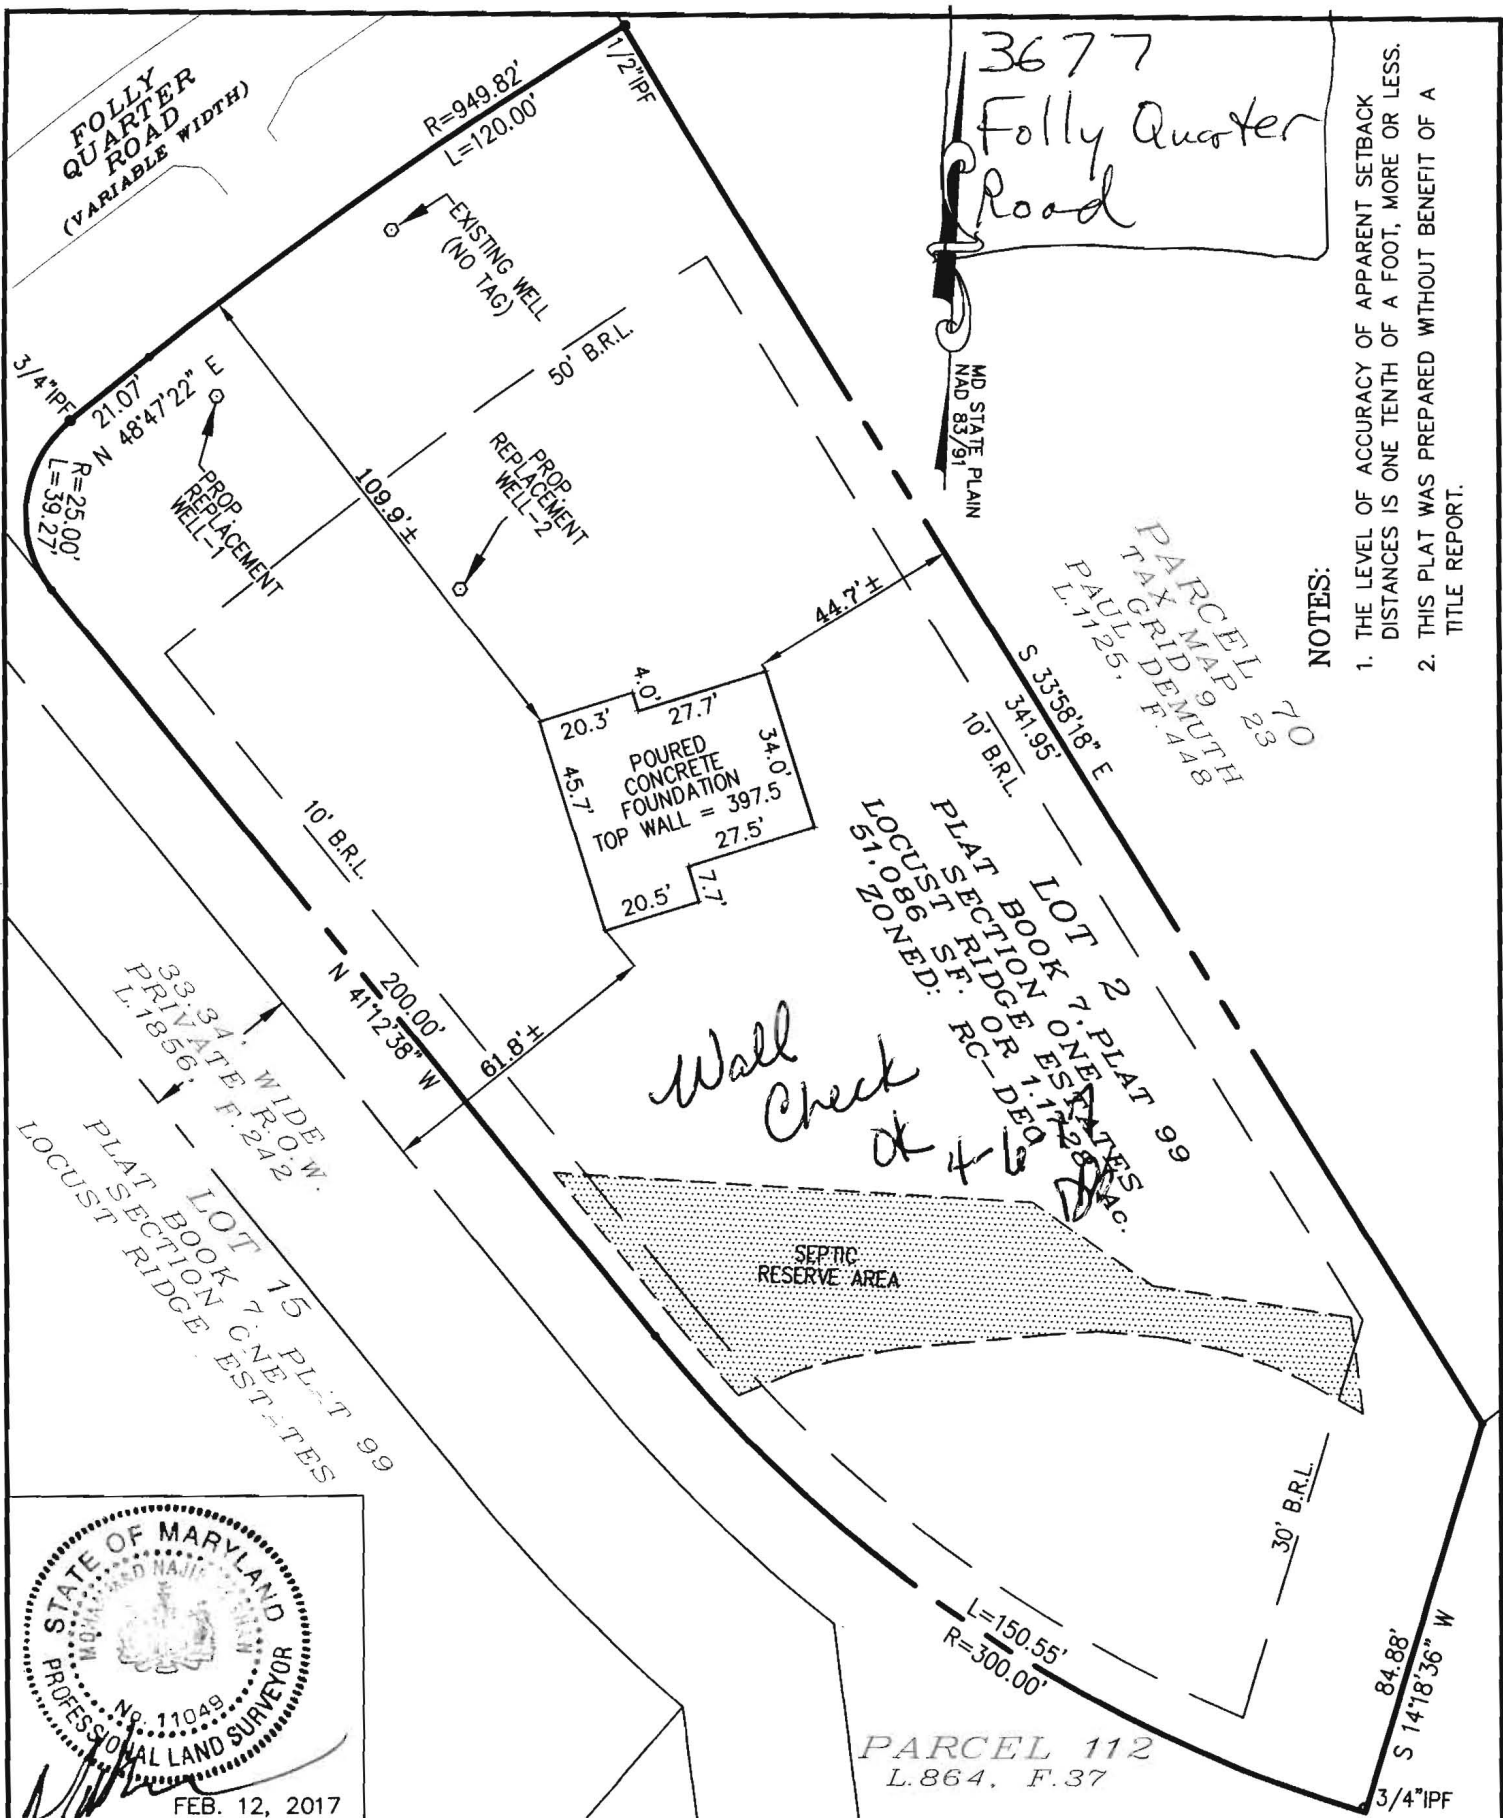 3677
Folly Quarter
Road
FOLLY
QUARTER
ROAD
(VARIABLE WIDTH)
R=949.82'
L=120.00'
1/2"IPF
EXISTING WELL
(NO TAG)
50' B.R.L.
3/4"IPF
21.07'
N 48°47'22" E
R=25.00'
L=39.27'
PROP.
REPLACEMENT
WELL-1
109.9'±
PROP.
REPLACEMENT
WELL-2
MD STATE PLAIN
NAD 83/91
44.7'±
NOTES:
1. THE LEVEL OF ACCURACY OF APPARENT SETBACK
DISTANCES IS ONE TENTH OF A FOOT, MORE OR LESS.
2. THIS PLAT WAS PREPARED WITHOUT BENEFIT OF A
TITLE REPORT.
PARCEL 70
TAX MAP 23
GRID 9
PAUL DEMUTH
L.1125, F.448
S 33°58'18" E
341.95'
10' B.R.L.
20.3'
4.0'
27.7'
34.0'
45.7'
POURED
CONCRETE
FOUNDATION
TOP WALL = 397.5
27.5'
7.7'
20.5'
10' B.R.L.
LOT 2
PLAT BOOK 7, PLAT 99
SECTION ONE
LOCUST RIDGE ESTATES
51,086 SF. OR 1.1728 Ac.
ZONED: RC-DEO
200.00'
N 41°12'38" W
61.8'±
33.34' WIDE
PRIVATE R.O.W.
L.1856, F.242
Wall
Check
ok 4-6
LOT 15
PLAT BOOK 7, PLAT 99
SECTION ONE
LOCUST RIDGE ESTATES
SEPTIC
RESERVE AREA
30' B.R.L.
L=150.55'
R=300.00'
84.88'
S 14°18'36" W
3/4"IPF
PARCEL 112
L.864, F.37
STATE OF MARYLAND
No. 11049
PROFESSIONAL LAND SURVEYOR
FEB. 12, 2017